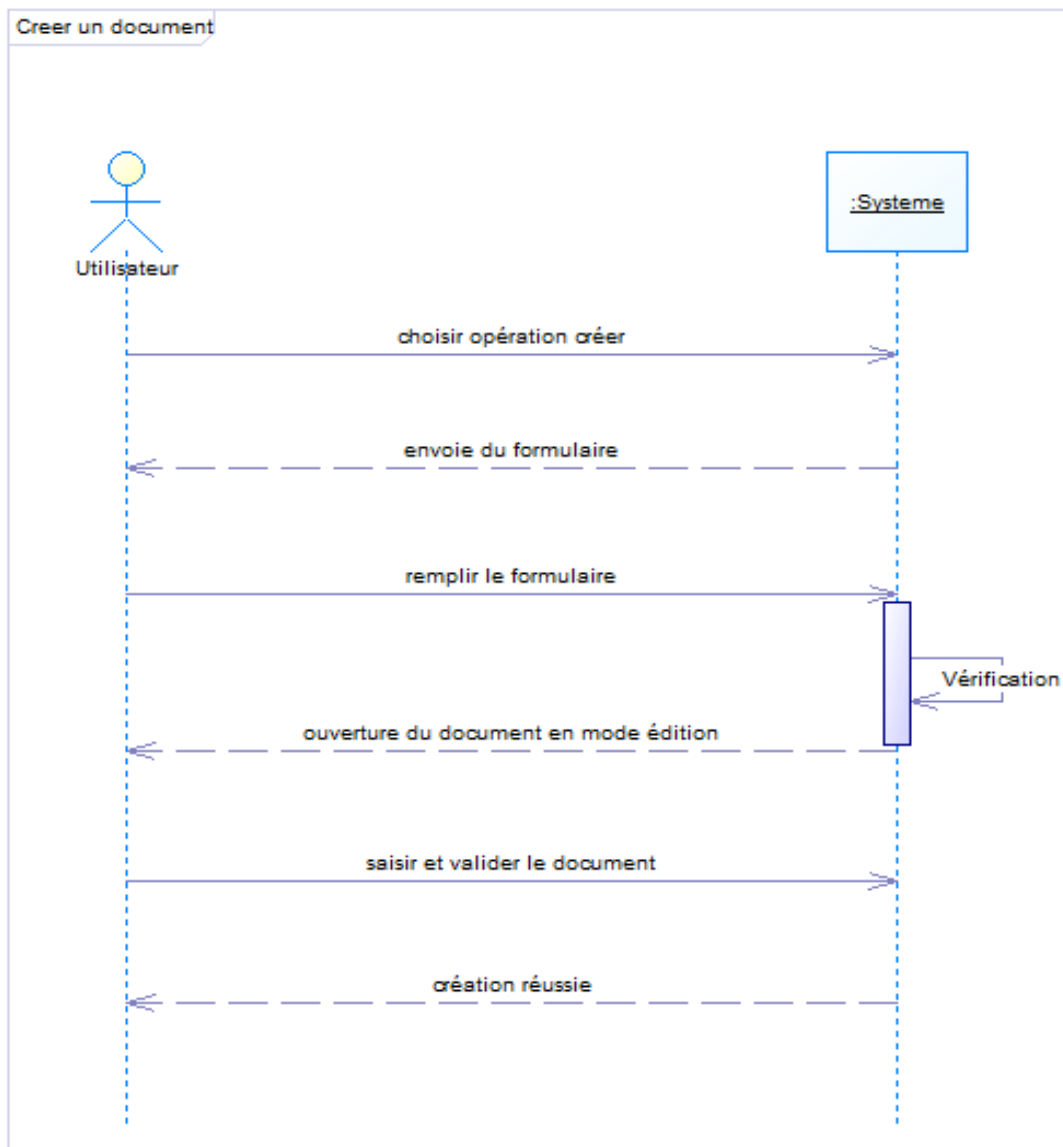 Creer un document
:Systeme
Utilisateur
choisir opération créer
envoie du formulaire
remplir le formulaire
Vérification
ouverture du document en mode édition
saisir et valider le document
création réussie